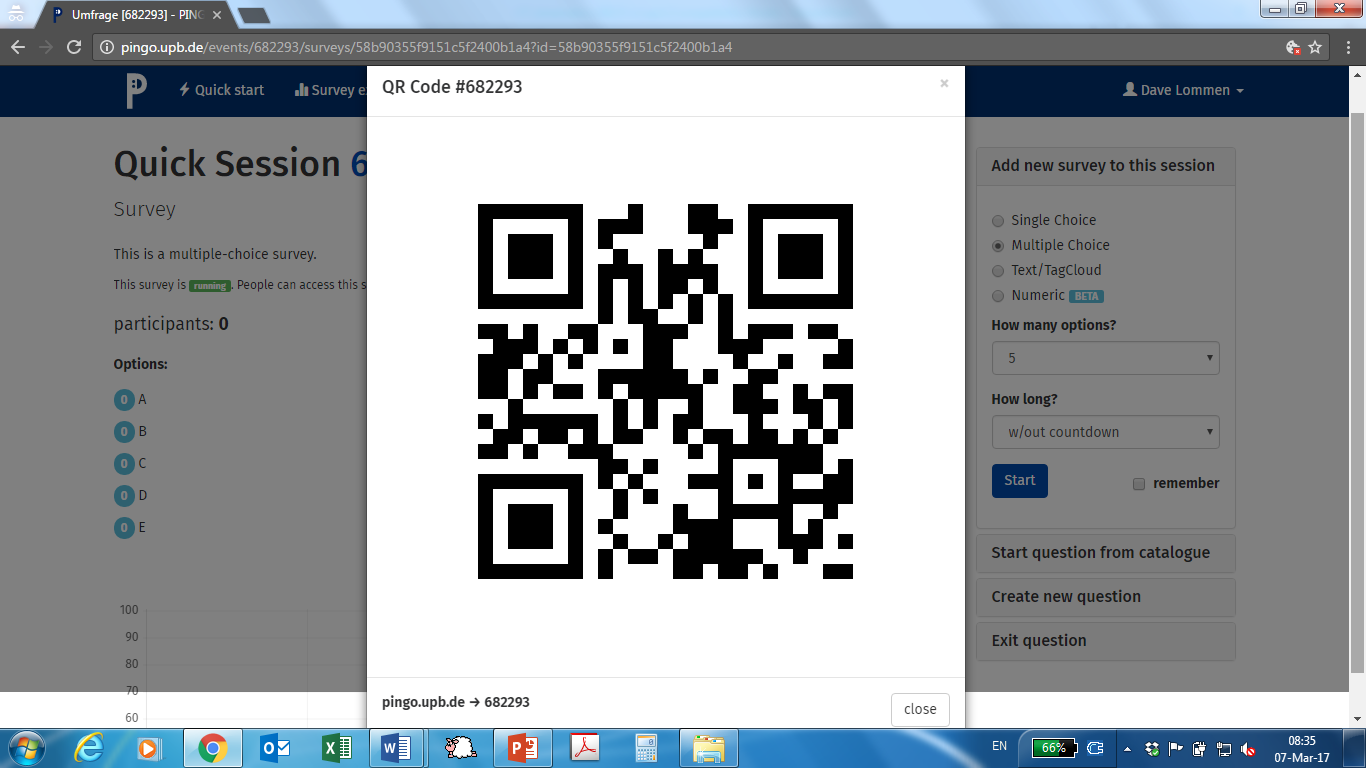 Umfrage [682293] - PING
pingo.upb.de/events/682293/surveys/58b90355f9151c5f2400b1a4?id=58b90355f9151c5f2400b1a4
Quick start
Survey e
Dave Lommen
QR Code #682293
×
Quick Session 6
Survey
This is a multiple-choice survey.
This survey is running. People can access this s
participants: 0
Options:
0 A
0 B
0 C
0 D
0 E
100
90
80
70
60
Add new survey to this session
Single Choice
Multiple Choice
Text/TagCloud
Numeric BETA
How many options?
5
How long?
w/out countdown
Start
remember
Start question from catalogue
Create new question
Exit question
pingo.upb.de → 682293
close
EN
66%
08:35
07-Mar-17